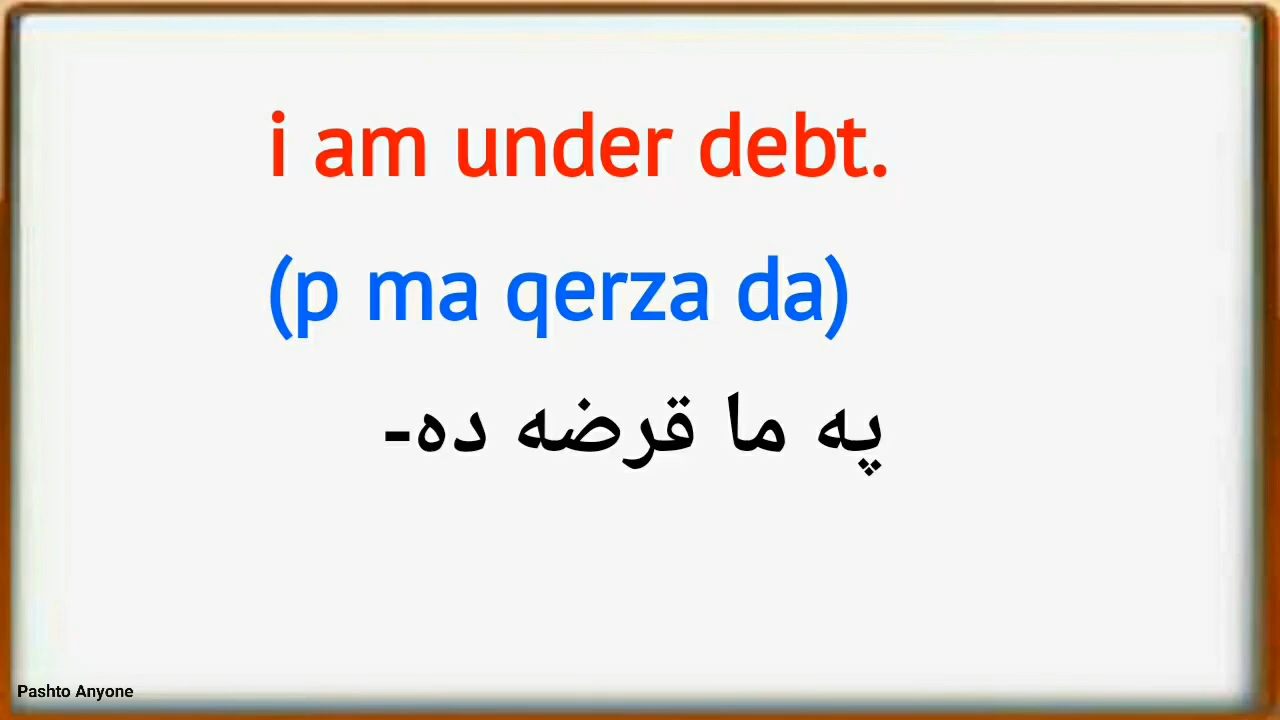 i am under debt.
(p ma qerza da)
په ما قرضه ده-
Pashto Anyone